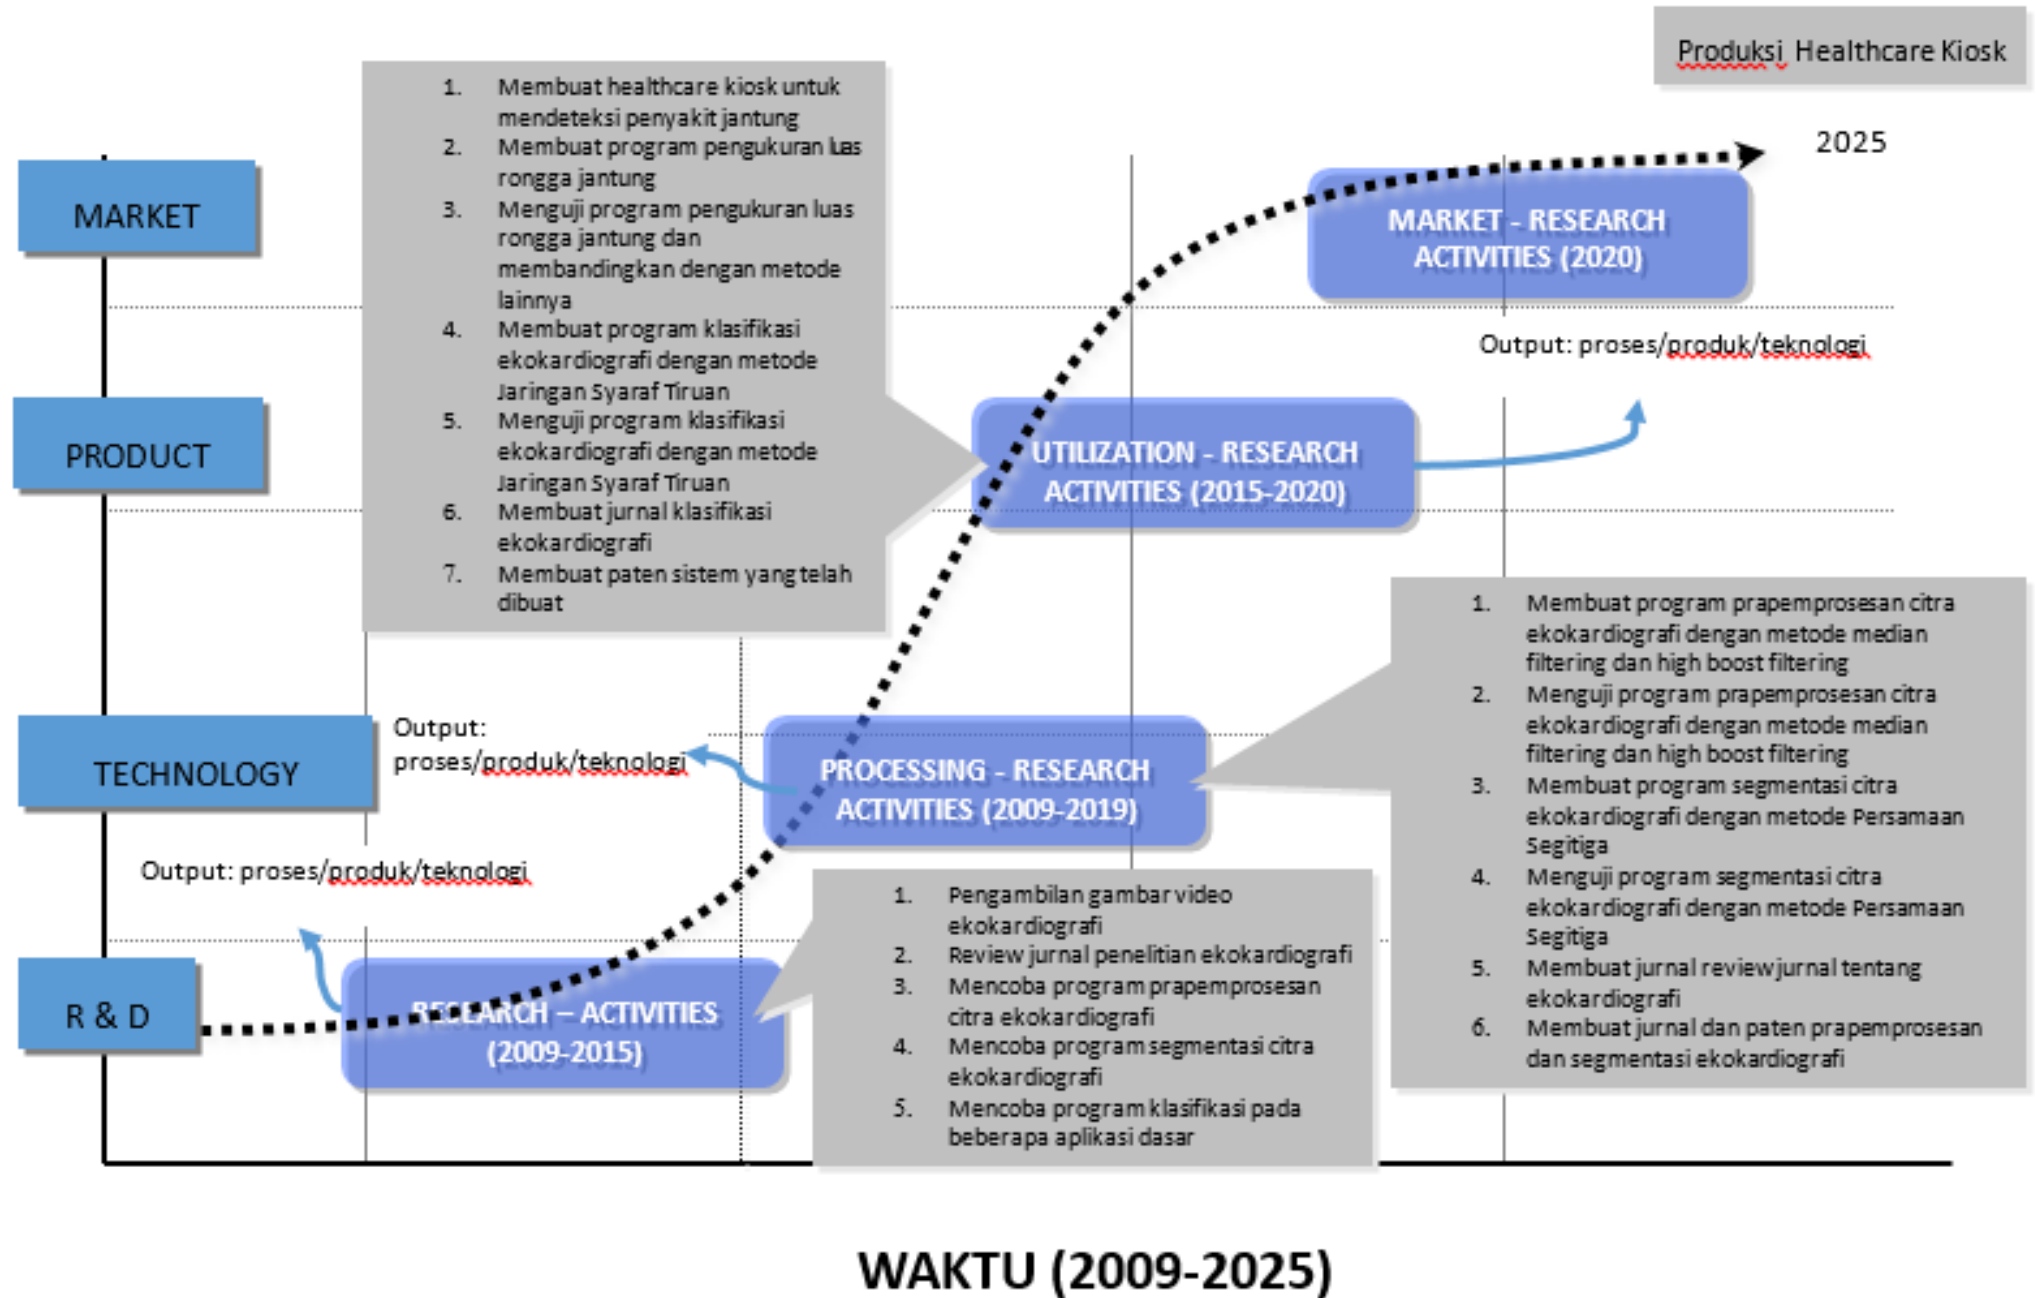 Produksi Healthcare Kiosk
2025
MARKET
PRODUCT
TECHNOLOGY
R & D
1. Membuat healthcare kiosk untuk
mendeteksi penyakit jantung
2. Membuat program pengukuran luas
rongga jantung
3. Menguji program pengukuran luas
rongga jantung dan
membandingkan dengan metode
lainnya
4. Membuat program klasifikasi
ekokardiografi dengan metode
Jaringan Syaraf Tiruan
5. Menguji program klasifikasi
ekokardiografi dengan metode
Jaringan Syaraf Tiruan
6. Membuat jurnal klasifikasi
ekokardiografi
7. Membuat paten sistem yang telah
dibuat
MARKET - RESEARCH
ACTIVITIES (2020)
Output: proses/produk/teknologi
UTILIZATION - RESEARCH
ACTIVITIES (2015-2020)
1. Membuat program prapemprosesan citra
ekokardiografi dengan metode median
filtering dan high boost filtering
2. Menguji program prapemprosesan citra
ekokardiografi dengan metode median
filtering dan high boost filtering
3. Membuat program segmentasi citra
ekokardiografi dengan metode Persamaan
Segitiga
4. Menguji program segmentasi citra
ekokardiografi dengan metode Persamaan
Segitiga
5. Membuat jurnal review jurnal tentang
ekokardiografi
6. Membuat jurnal dan paten prapemprosesan
dan segmentasi ekokardiografi
Output:
proses/produk/teknologi
PROCESSING - RESEARCH
ACTIVITIES (2009-2019)
Output: proses/produk/teknologi
1. Pengambilan gambar video
ekokardiografi
2. Review jurnal penelitian ekokardiografi
3. Mencoba program prapemprosesan
citra ekokardiografi
4. Mencoba program segmentasi citra
ekokardiografi
5. Mencoba program klasifikasi pada
beberapa aplikasi dasar
RESEARCH – ACTIVITIES
(2009-2015)
WAKTU (2009-2025)